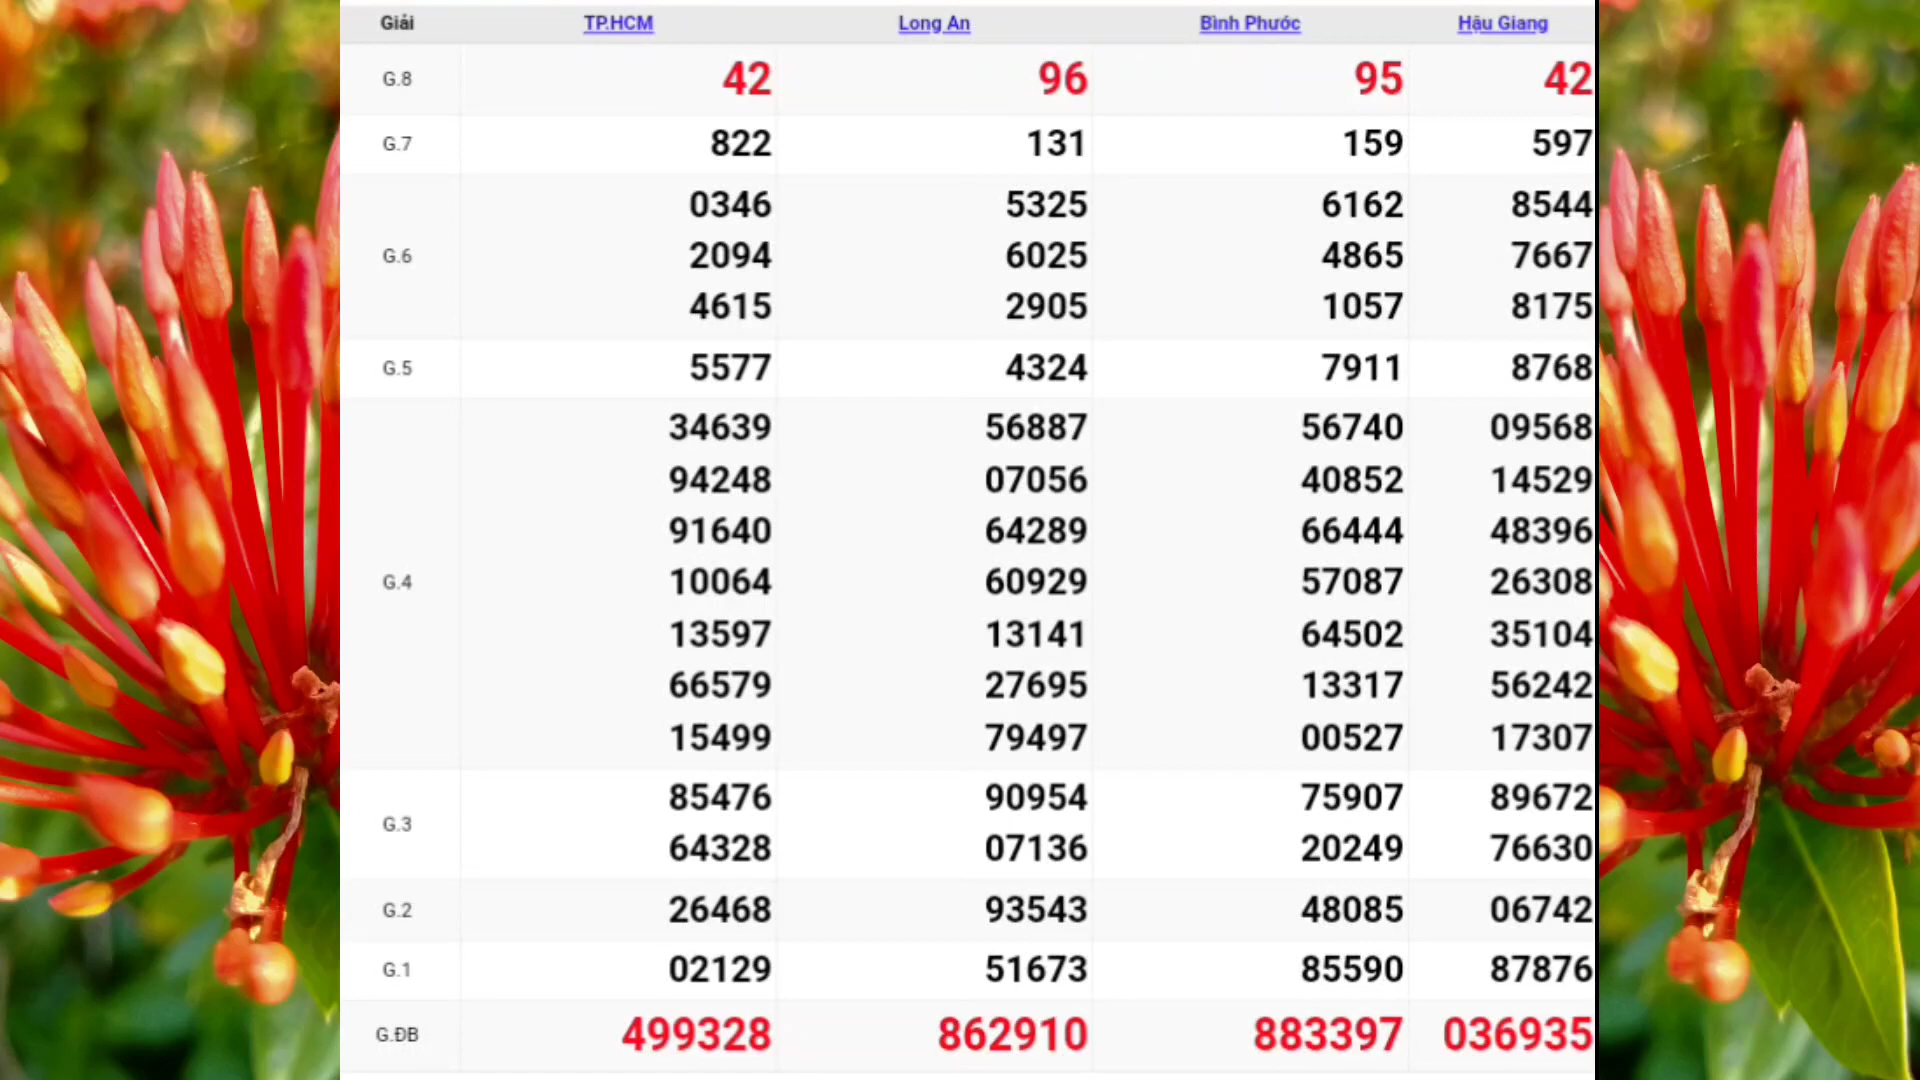 Giải TP.HCM Long An Bình Phước Hậu Giang
G.8 42 96 95 42
G.7 822 131 159 597
0346 5325 6162 8544
G.6 2094 6025 4865 7667
4615 2905 1057 8175
G.5 5577 4324 7911 8768
34639 56887 56740 09568
94248 07056 40852 14529
91640 64289 66444 48396
G.4 10064 60929 57087 26308
13597 13141 64502 35104
66579 27695 13317 56242
15499 79497 00527 17307
G.3 85476 90954 75907 89672
64328 07136 20249 76630
G.2 26468 93543 48085 06742
G.1 02129 51673 85590 87876
G.ĐB 499328 862910 883397 036935